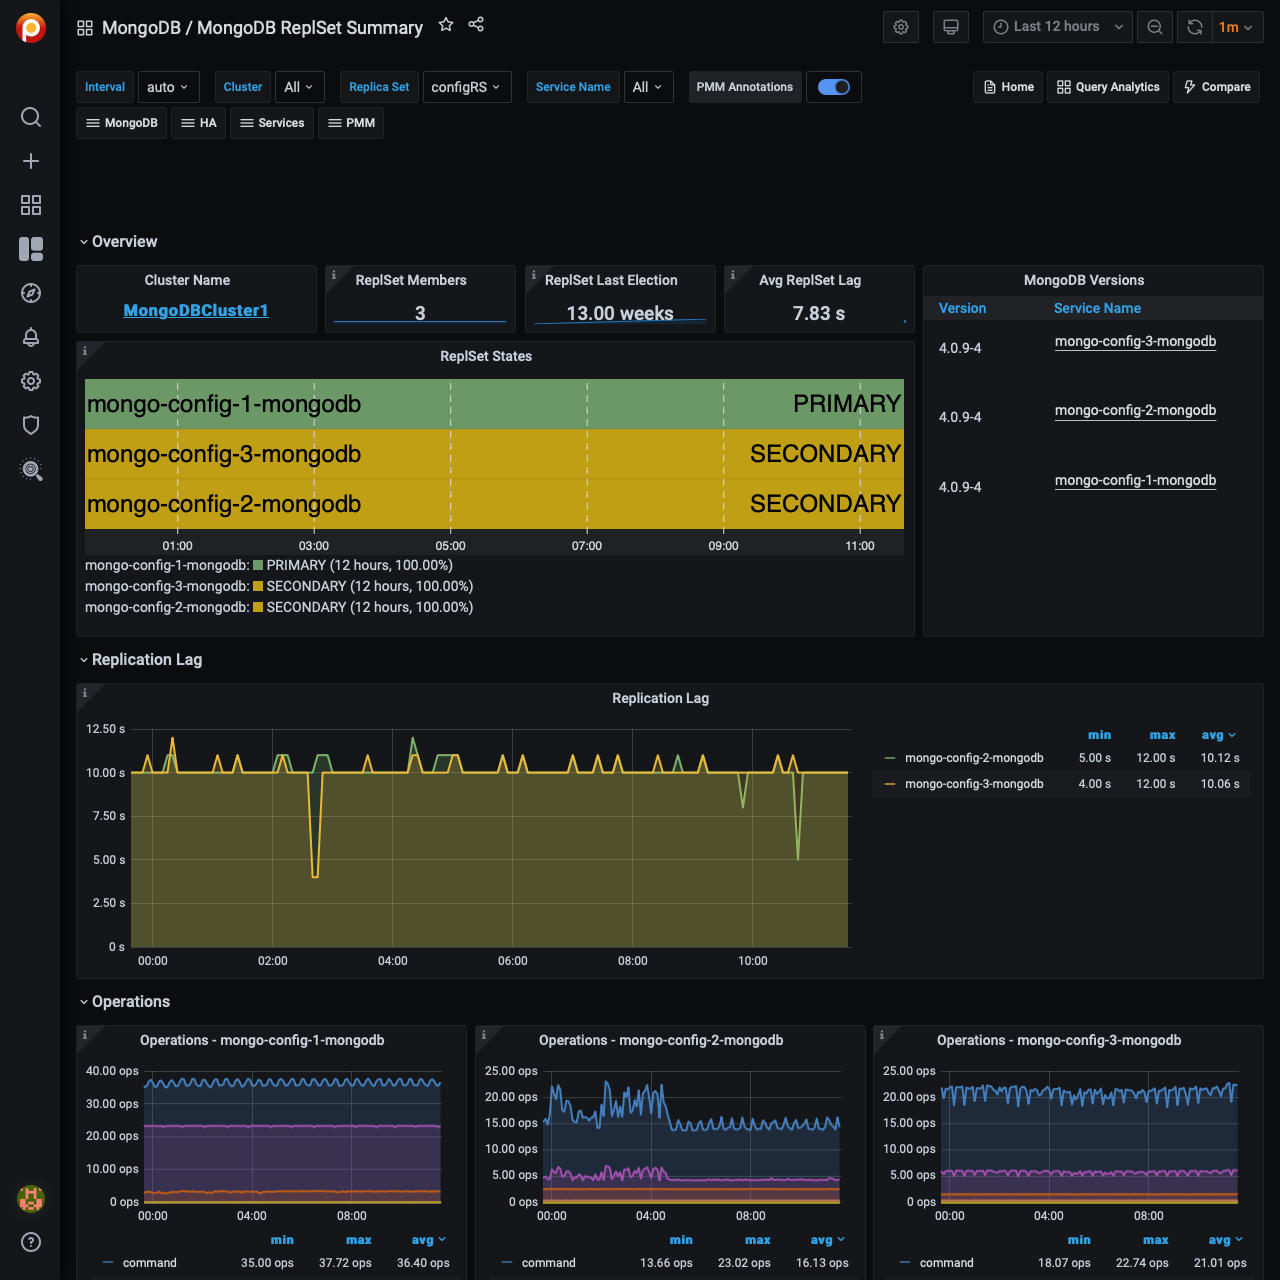 MongoDB / MongoDB ReplSet Summary
Last 12 hours
1m
Interval auto Cluster All Replica Set configRS Service Name All PMM Annotations Home Query Analytics Compare
MongoDB HA Services PMM
Overview
Cluster Name
MongoDBCluster1
ReplSet Members
3
ReplSet Last Election
13.00 weeks
Avg ReplSet Lag
7.83 s
MongoDB Versions
Version Service Name
4.0.9-4 mongo-config-3-mongodb
4.0.9-4 mongo-config-2-mongodb
4.0.9-4 mongo-config-1-mongodb
ReplSet States
mongo-config-1-mongodb PRIMARY
mongo-config-3-mongodb SECONDARY
mongo-config-2-mongodb SECONDARY
01:00 03:00 05:00 07:00 09:00 11:00
mongo-config-1-mongodb: PRIMARY (12 hours, 100.00%)
mongo-config-3-mongodb: SECONDARY (12 hours, 100.00%)
mongo-config-2-mongodb: SECONDARY (12 hours, 100.00%)
Replication Lag
Replication Lag
12.50 s
10.00 s
7.50 s
5.00 s
2.50 s
0 s
00:00 02:00 04:00 06:00 08:00 10:00
min max avg
mongo-config-2-mongodb 5.00 s 12.00 s 10.12 s
mongo-config-3-mongodb 4.00 s 12.00 s 10.06 s
Operations
Operations - mongo-config-1-mongodb
40.00 ops
30.00 ops
20.00 ops
10.00 ops
0 ops
00:00 04:00 08:00
min max avg
command 35.00 ops 37.72 ops 36.40 ops
Operations - mongo-config-2-mongodb
25.00 ops
20.00 ops
15.00 ops
10.00 ops
5.00 ops
0 ops
00:00 04:00 08:00
min max avg
command 13.66 ops 23.02 ops 16.13 ops
Operations - mongo-config-3-mongodb
25.00 ops
20.00 ops
15.00 ops
10.00 ops
5.00 ops
0 ops
00:00 04:00 08:00
min max avg
command 18.07 ops 22.74 ops 21.01 ops